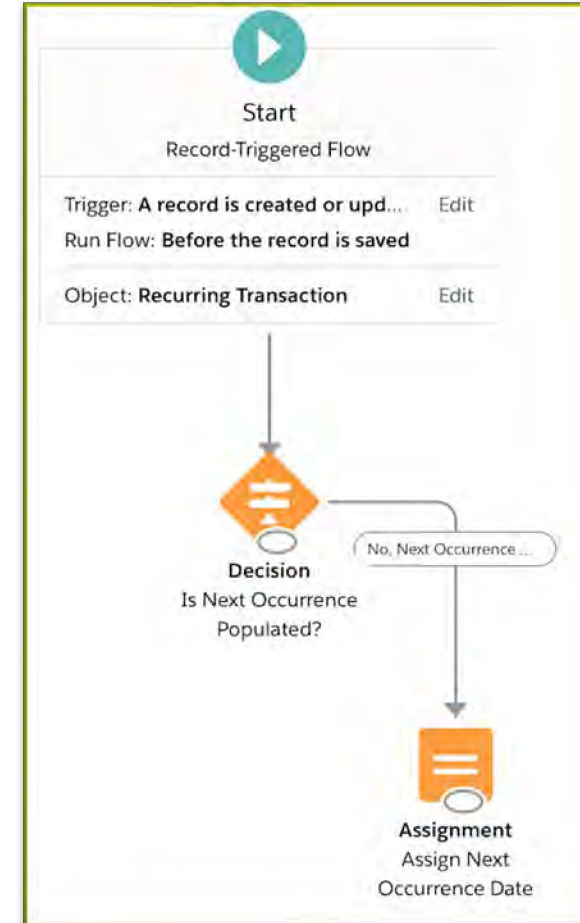 Start
Record-Triggered Flow
Trigger: A record is created or upd... Edit
Run Flow: Before the record is saved
Object: Recurring Transaction Edit
No, Next Occurrence ...
Decision
Is Next Occurrence
Populated?
Assignment
Assign Next
Occurrence Date